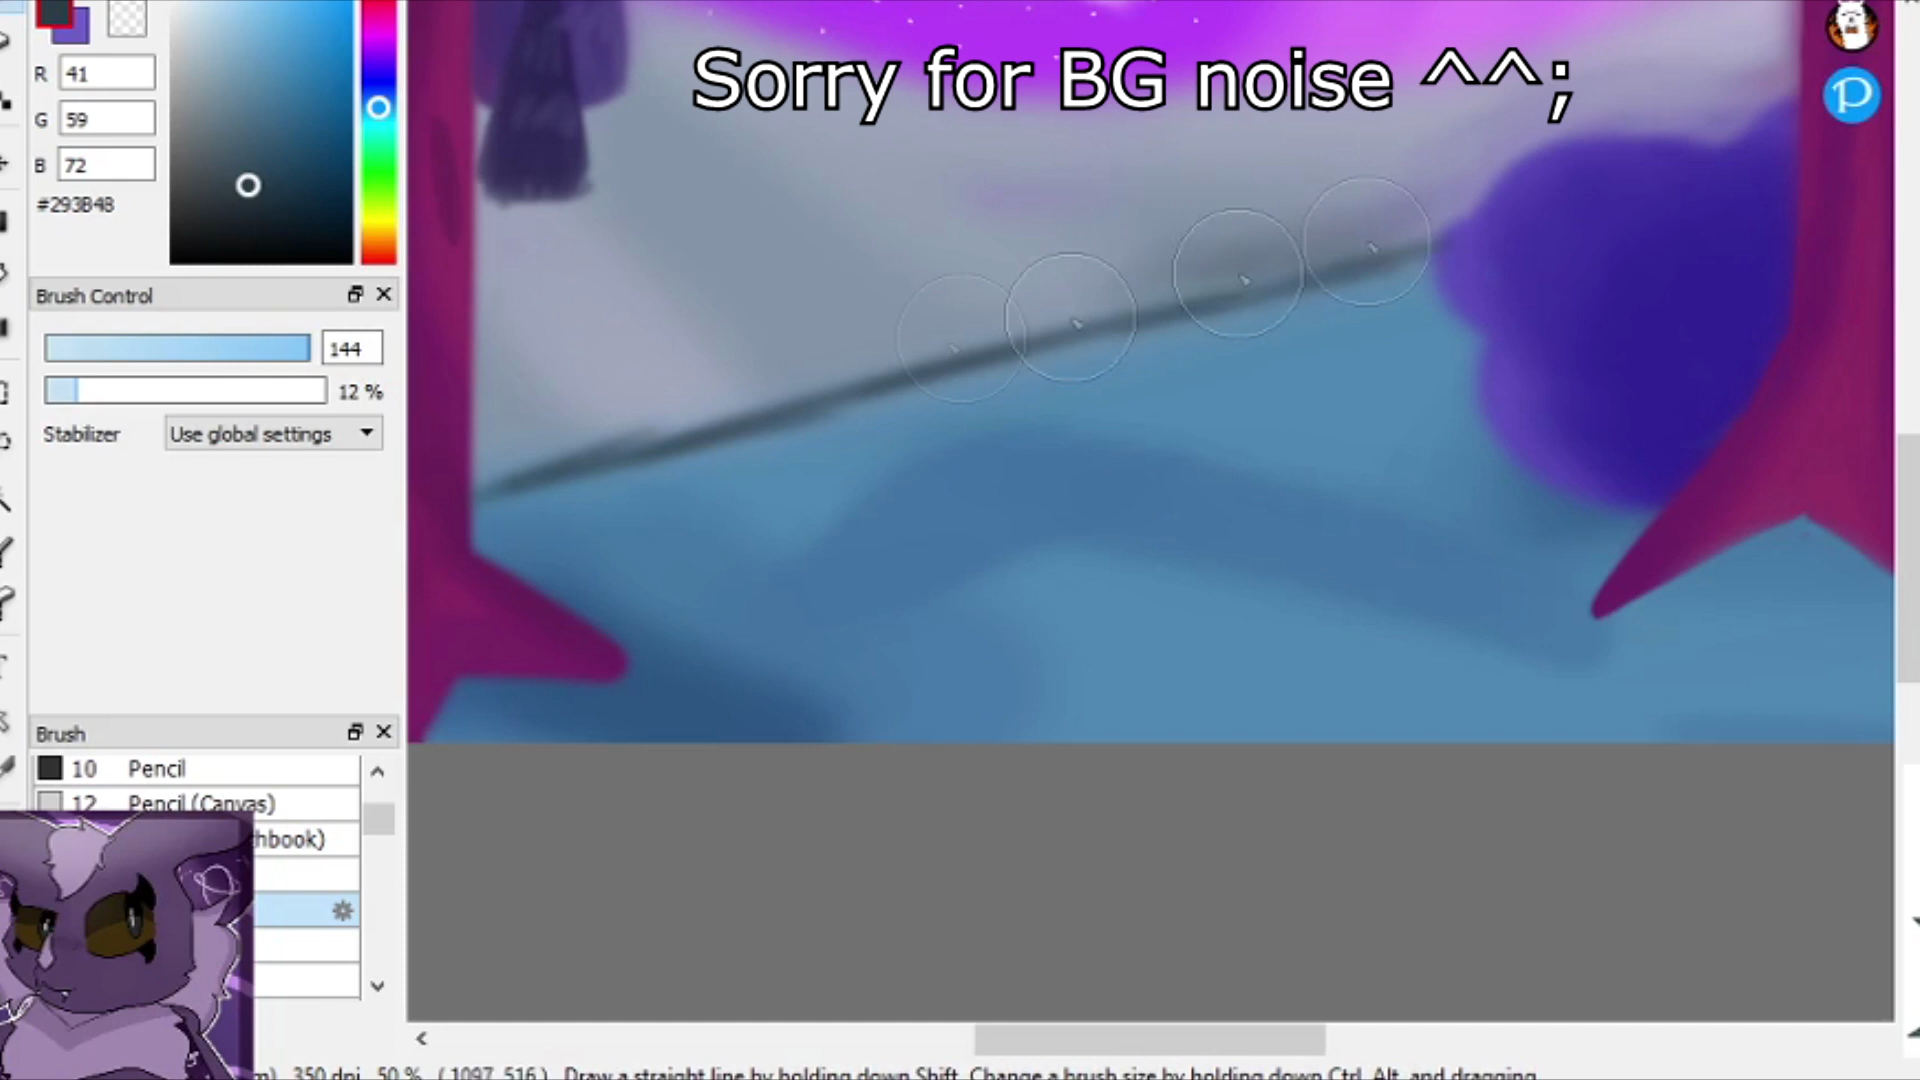 Sorry for BG noise ^^;
R 41
G 59
B 72
#293B48
Brush Control
144
12 %
Stabilizer Use global settings
Brush
10 Pencil
12 Pencil (Canvas)
hbook)
350 dpi 50 % ( 1097 516 ) Draw a straight line by holding down Shift, Change a brush size by holding down Ctrl, Alt, and dragging